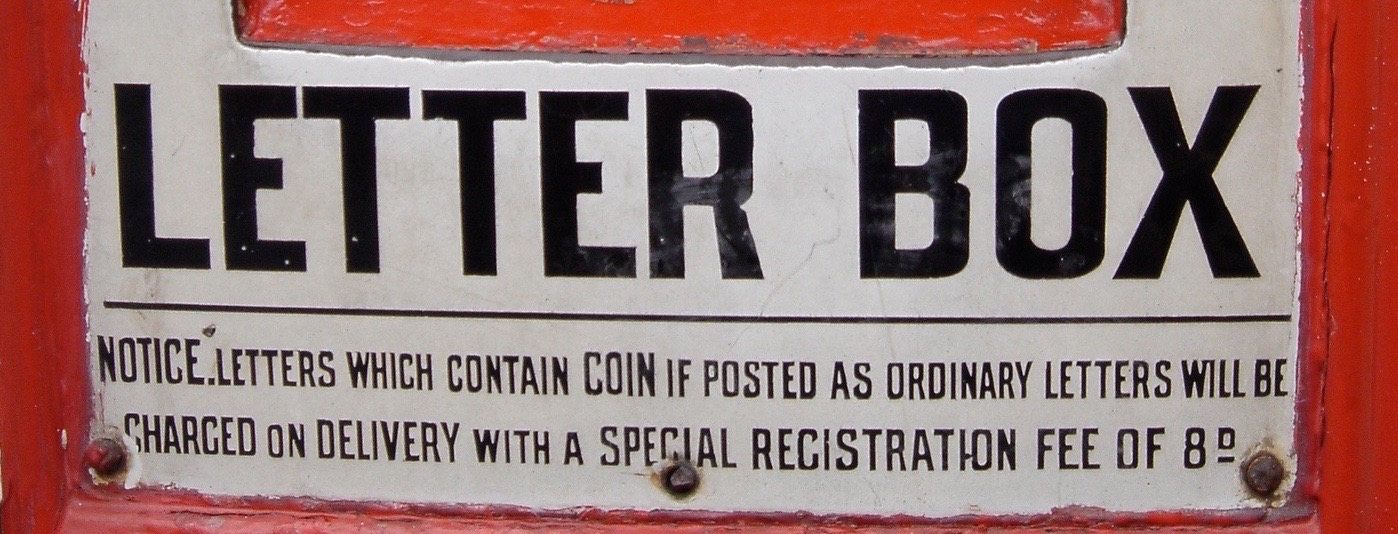 LETTER BOX
NOTICE. LETTERS WHICH CONTAIN COIN IF POSTED AS ORDINARY LETTERS WILL BE
CHARGED ON DELIVERY WITH A SPECIAL REGISTRATION FEE OF 8D